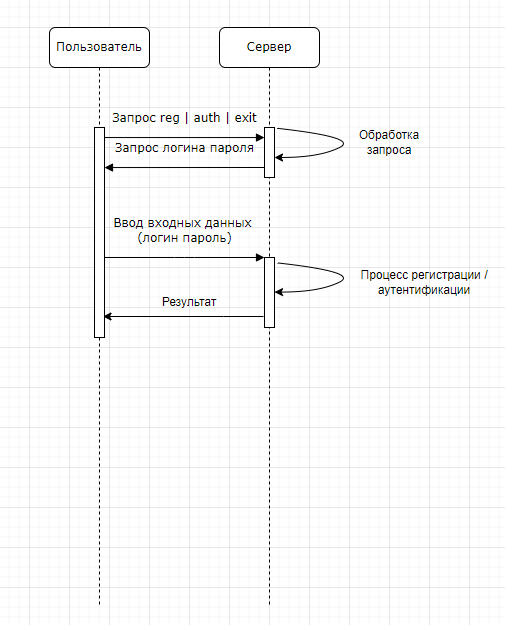 Пользователь
Сервер
Запрос reg | auth | exit
Обработка
запроса
Запрос логина пароля
Ввод входных данных
(логин пароль)
Процесс регистрации /
аутентификации
Результат